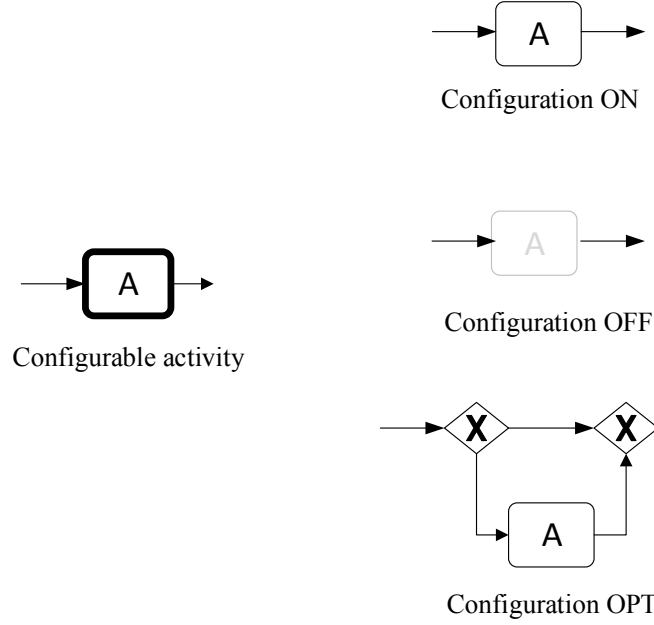 A
Configuration ON
A
Configuration OFF
A
Configurable activity
X X
A
Configuration OPT